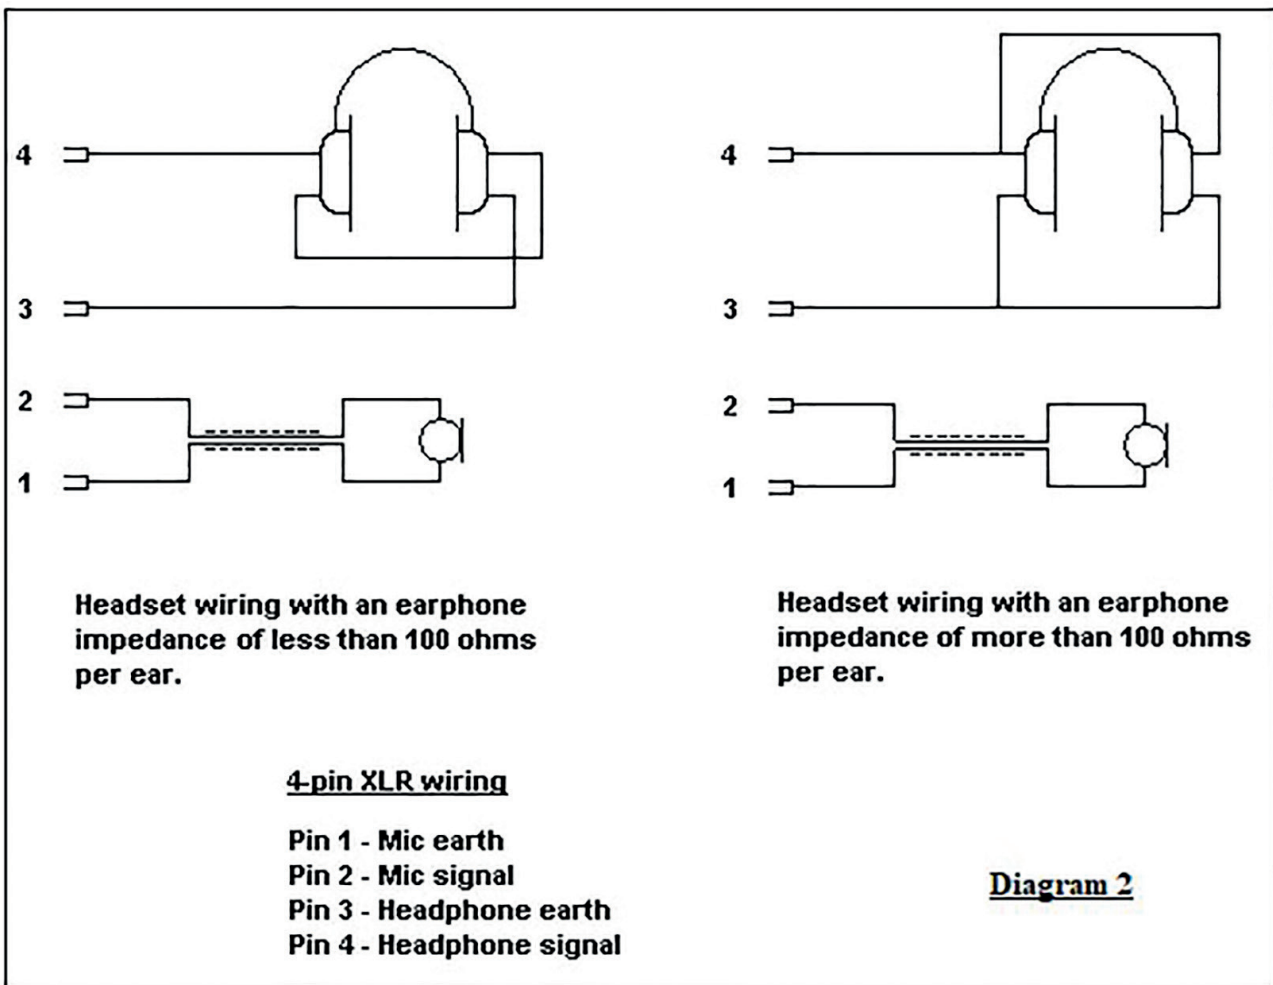 4
3
2
1
4
3
2
1
Headset wiring with an earphone
impedance of less than 100 ohms
per ear.
Headset wiring with an earphone
impedance of more than 100 ohms
per ear.
4-pin XLR wiring
Pin 1 - Mic earth
Pin 2 - Mic signal
Pin 3 - Headphone earth
Pin 4 - Headphone signal
Diagram 2